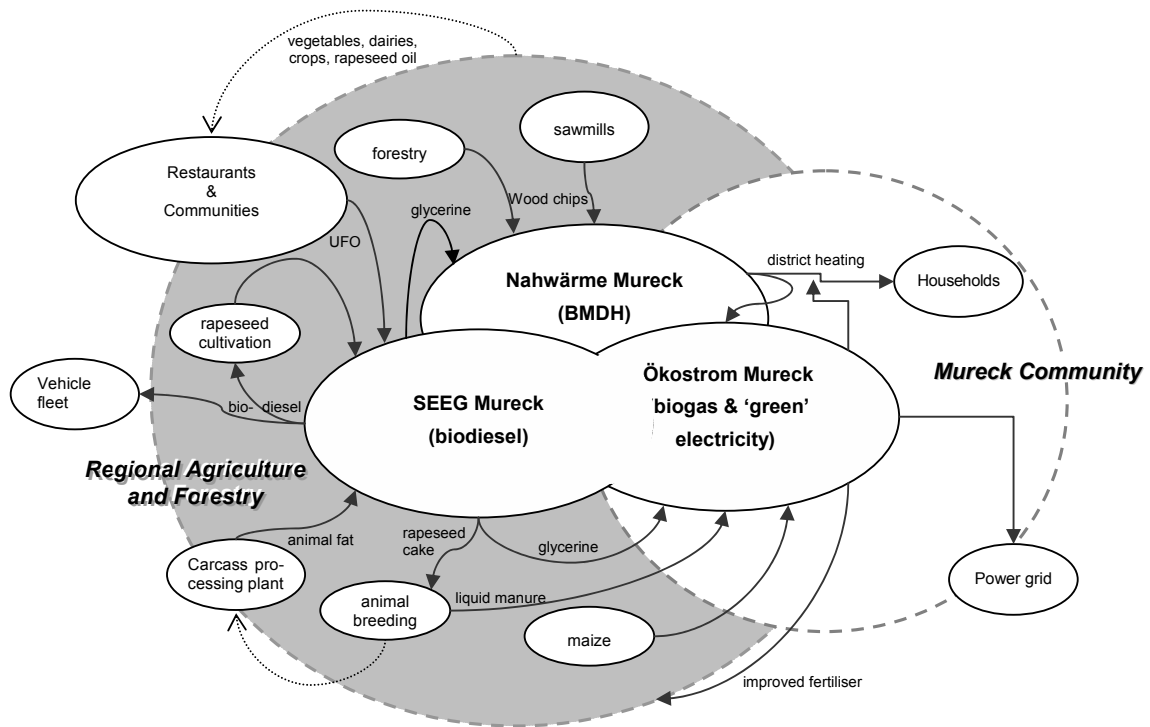 vegetables, dairies,
crops, rapeseed oil
sawmills
forestry
Restaurants
&
Communities
Wood chips
glycerine
UFO
district heating
Households
Nahwärme Mureck
(BMDH)
rapeseed
cultivation
Ökostrom Mureck
biogas & ‘green’
electricity)
Mureck Community
Vehicle
fleet
bio- diesel
SEEG Mureck
(biodiesel)
Regional Agriculture
and Forestry
rapeseed
cake
animal fat
glycerine
Carcass pro-
cessing plant
Power grid
liquid manure
animal
breeding
maize
improved fertiliser